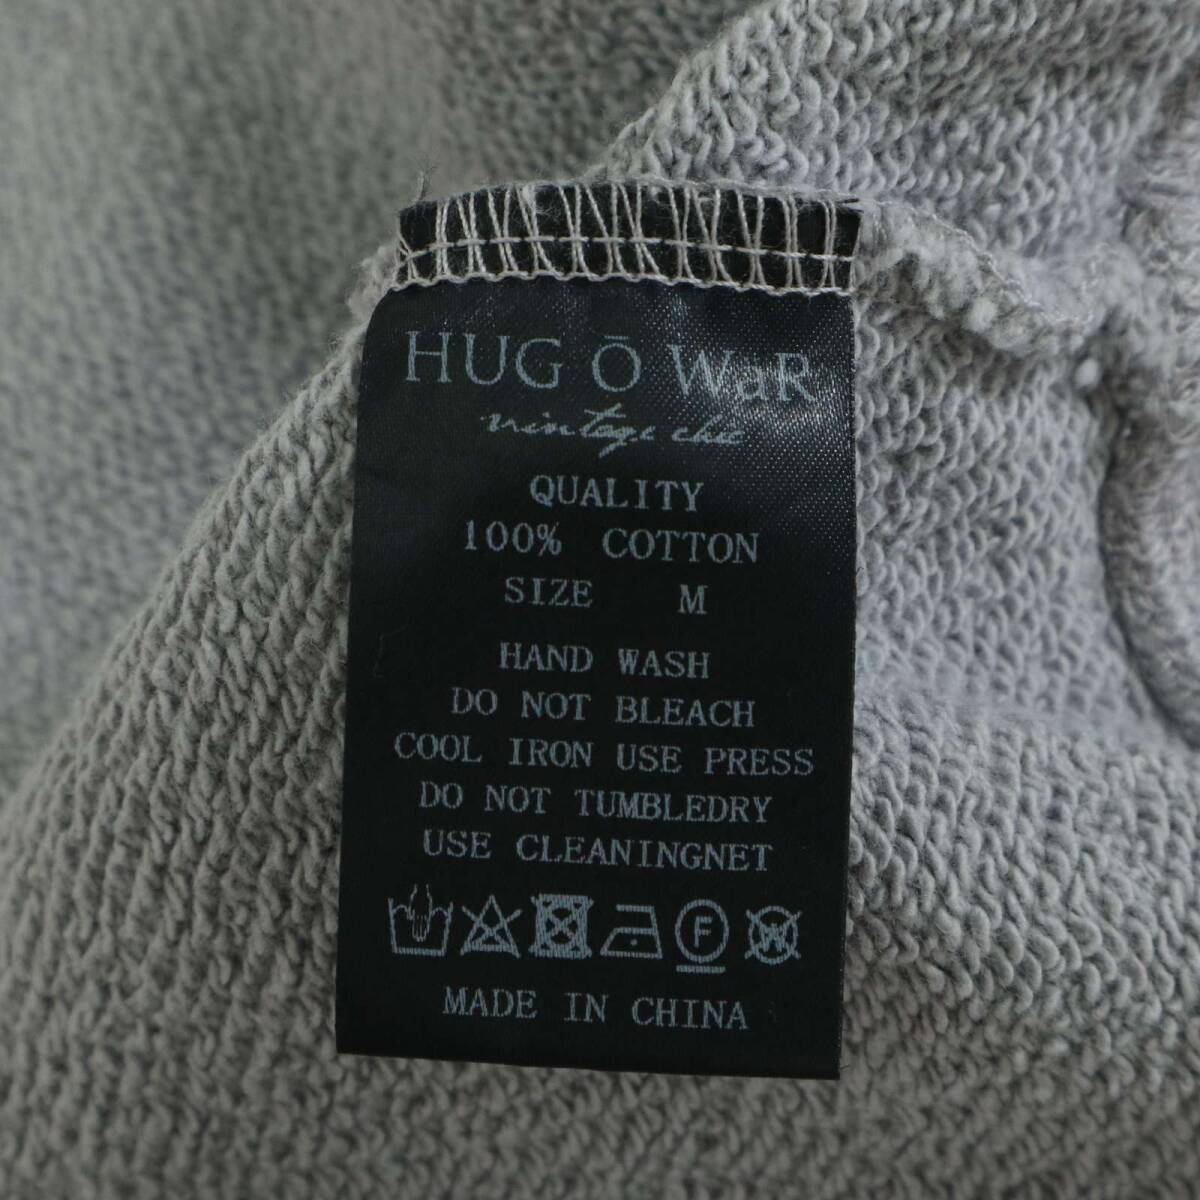 HUG Ō WaR
vintage chic
QUALITY
100% COTTON
SIZE M
HAND WASH
DO NOT BLEACH
COOL IRON USE PRESS
DO NOT TUMBLEDRY
USE CLEANINGNET
F W
MADE IN CHINA